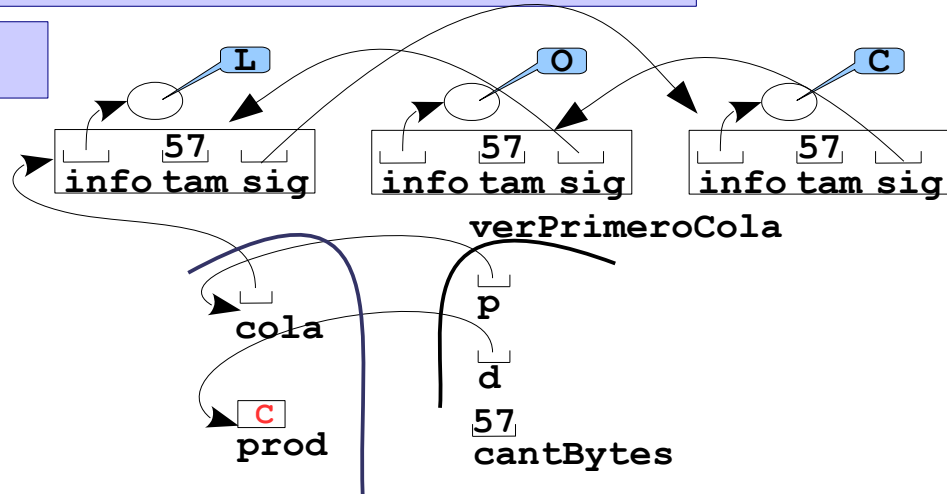 L O C
57 57 57
info tam sig info tam sig info tam sig
verPrimeroCola
p
cola
d
C
prod
57
cantBytes